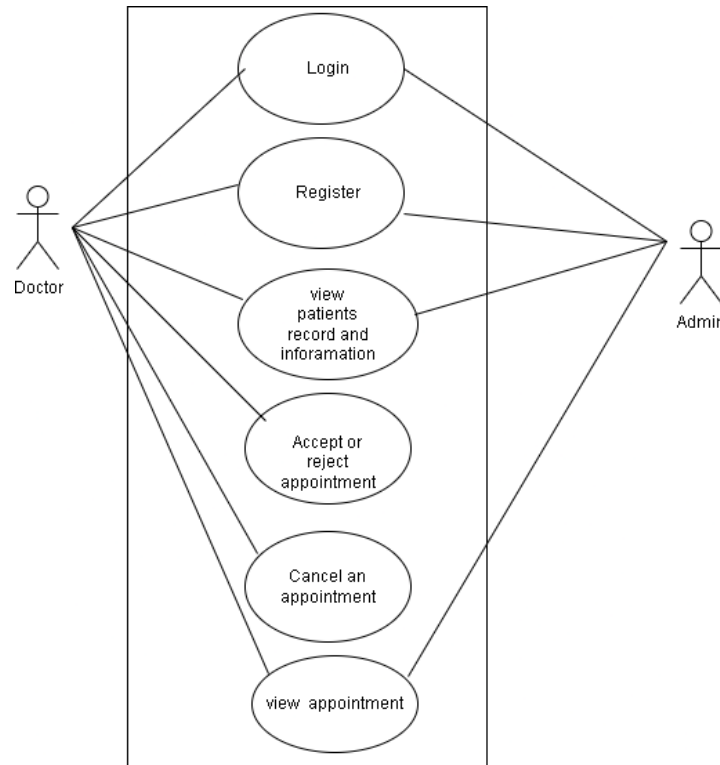 Login
Register
Doctor
view
patients
record and
inforamation
Admin
Accept or
reject
appointment
Cancel an
appointment
view appointment